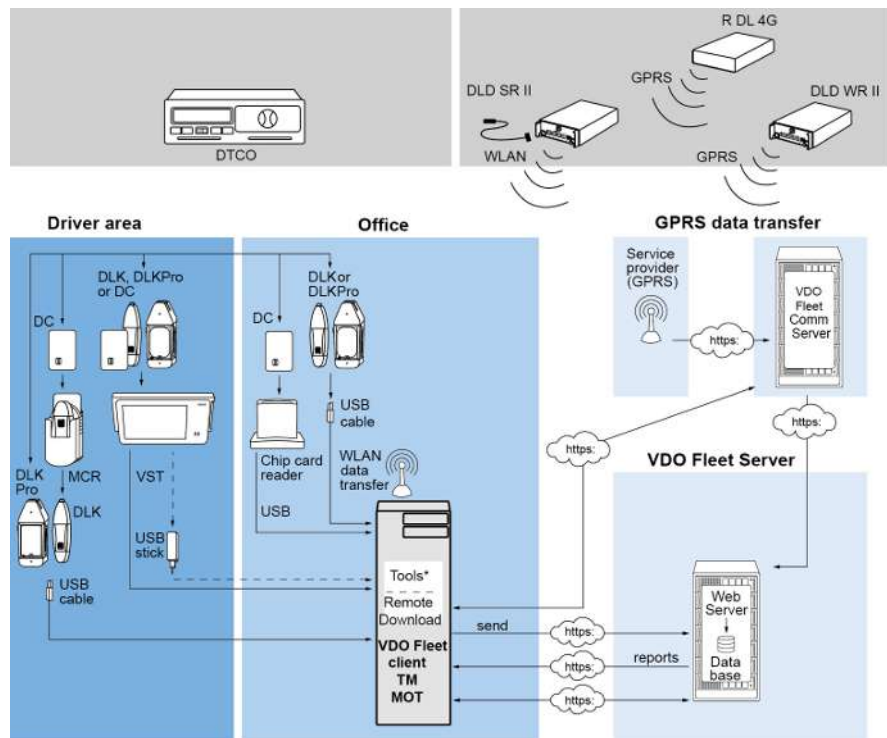 R DL 4G
GPRS
DLD SR II
DLD WR II
DTCO
WLAN
GPRS
Driver area
Office
GPRS data transfer
DLK, DLKPro
or DC
DC
DLK or
DLKPro
DC
Service
provider
(GPRS)
VDO
Fleet
Comm
Server
https:
USB
cable
Chip card
reader
WLAN
data
transfer
https:
https:
VDO Fleet Server
DLK
Pro
MCR
VST
USB
DLK
USB
stick
USB
cable
Tools*
Remote
Download
VDO Fleet
client
TM
MOT
send
https:
reports
https:
https:
Web
Server
Data
base